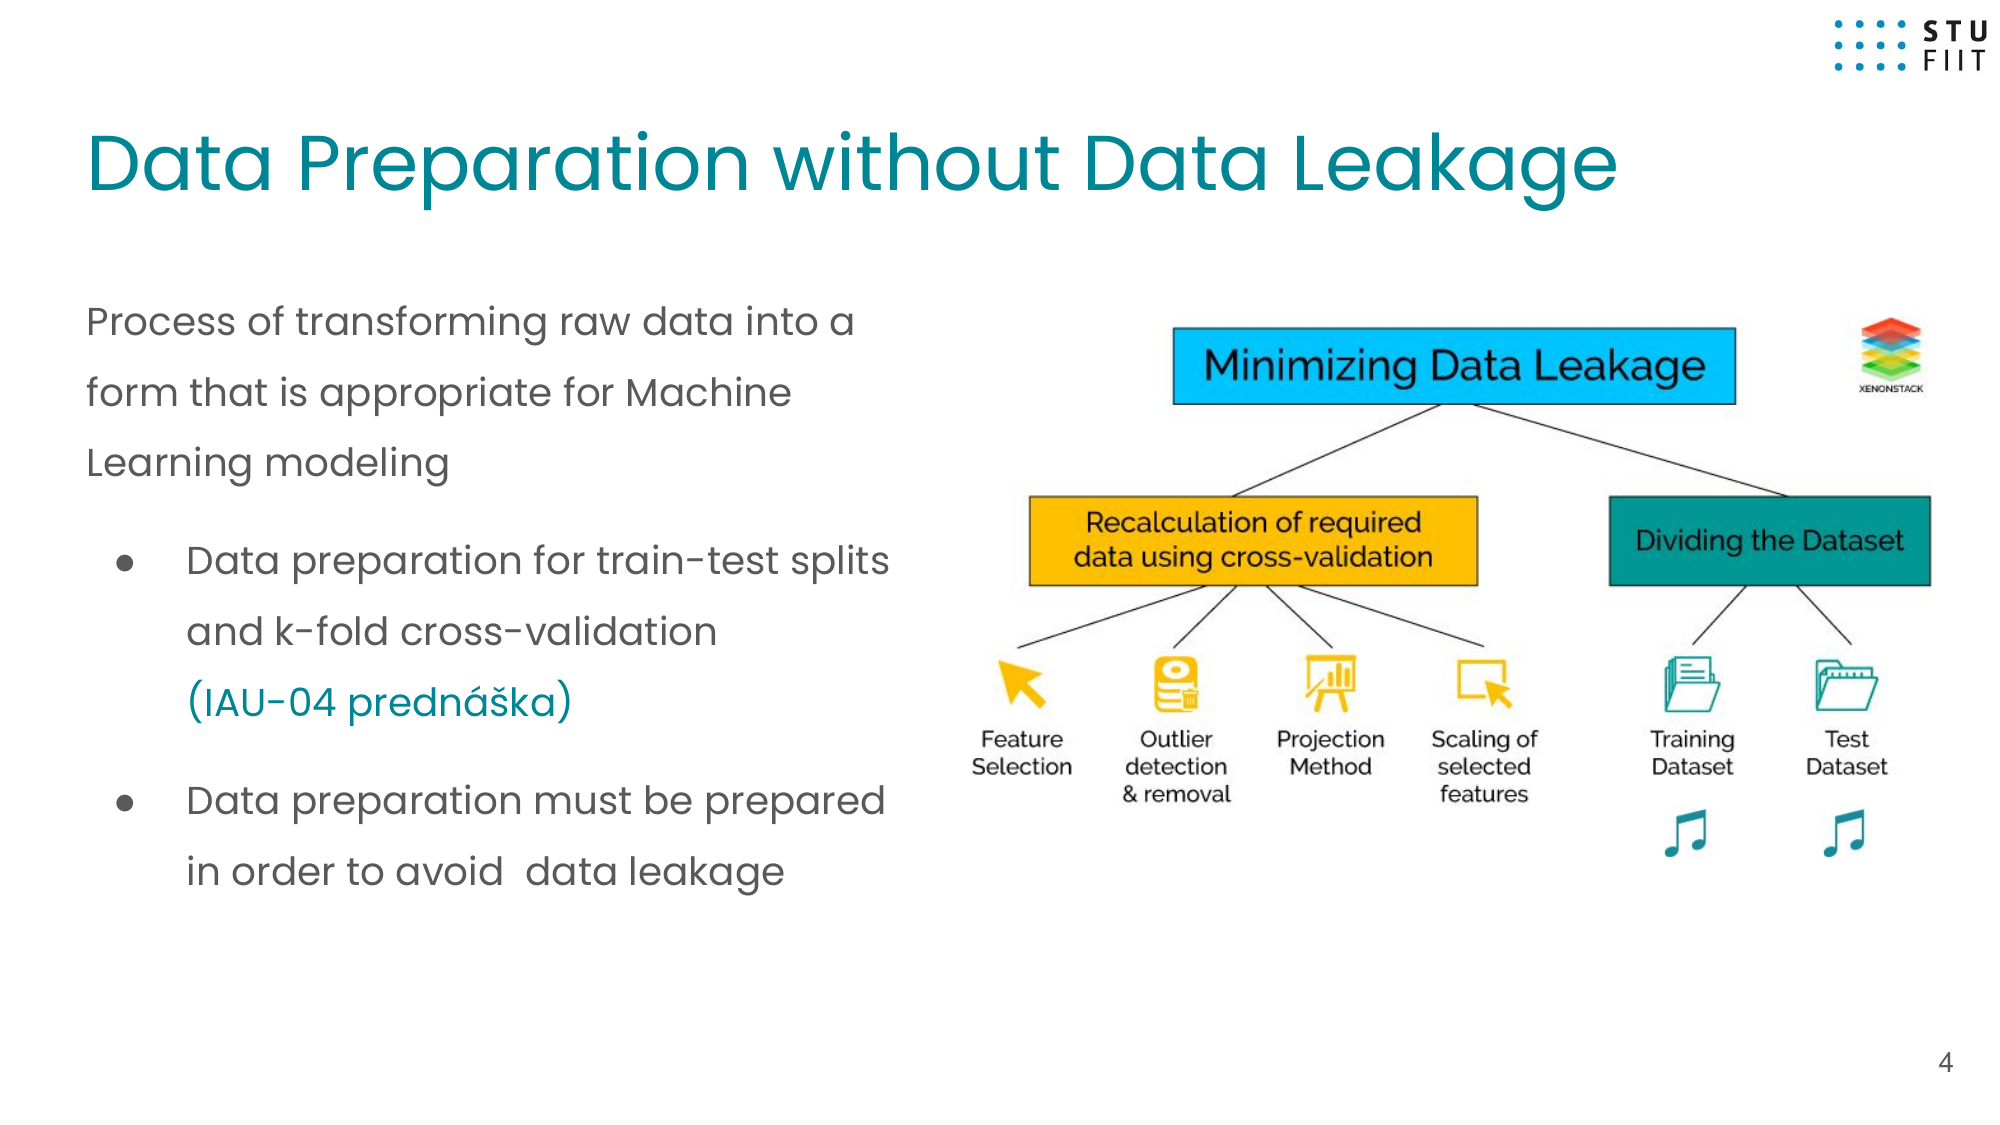 STU
FIIT
Data Preparation without Data Leakage
Process of transforming raw data into a
form that is appropriate for Machine
Learning modeling
● Data preparation for train-test splits
and k-fold cross-validation
(IAU-04 prednáška)
● Data preparation must be prepared
in order to avoid  data leakage
Minimizing Data Leakage
XENONSTACK
Recalculation of required
data using cross-validation
Dividing the Dataset
Feature
Selection
Outlier
detection
& removal
Projection
Method
Scaling of
selected
features
Training
Dataset
Test
Dataset
4